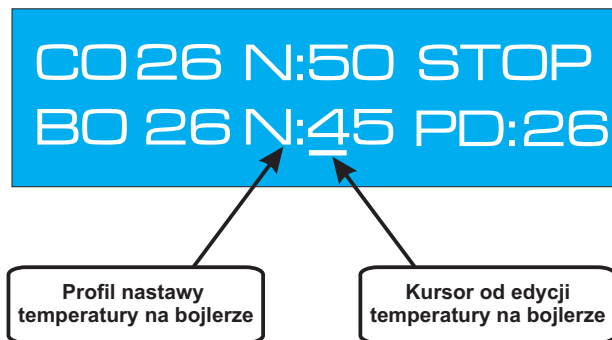 CO 26 N:50 STOP
BO 26 N:45 PD:26
Profil nastawy
temperatury na bojlerze
Kursor od edycji
temperatury na bojlerze